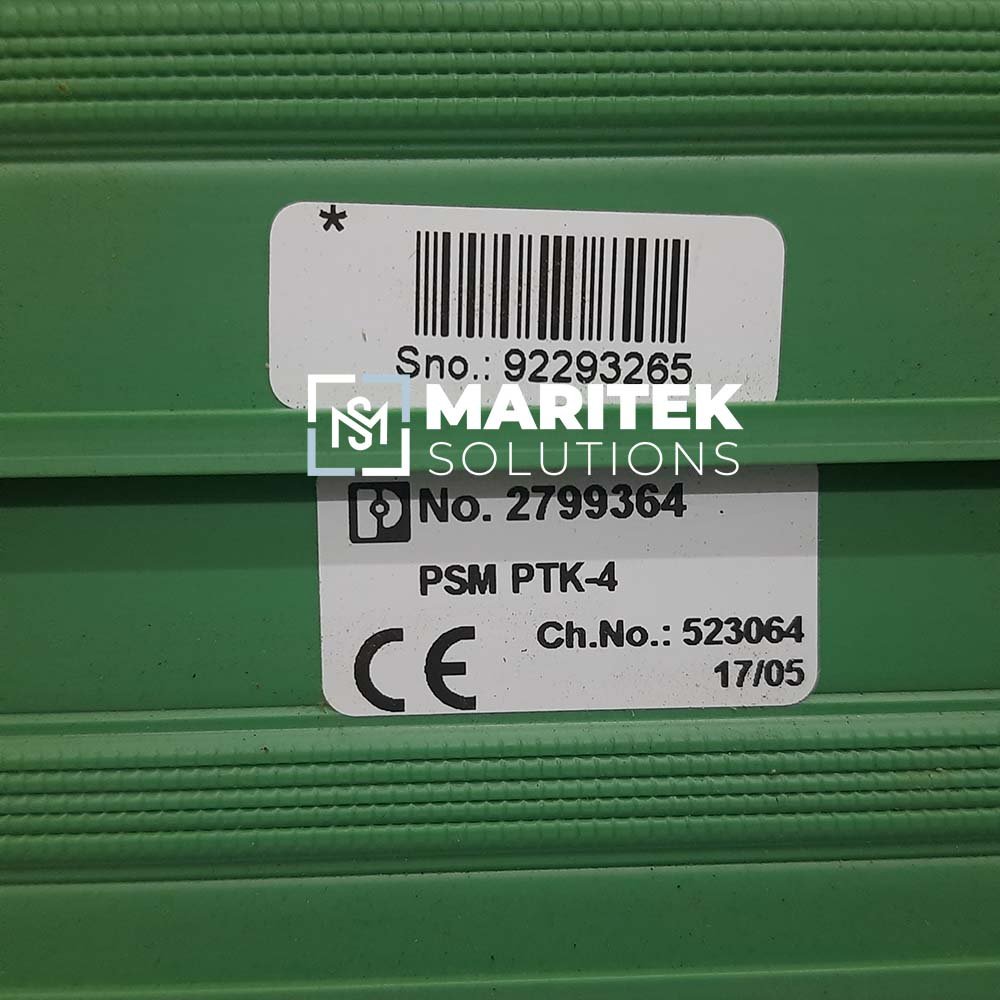 *
Sno.: 92293265
MARITEK
SOLUTIONS
No. 2799364
PSM PTK-4
CE
Ch.No.: 523064
17/05